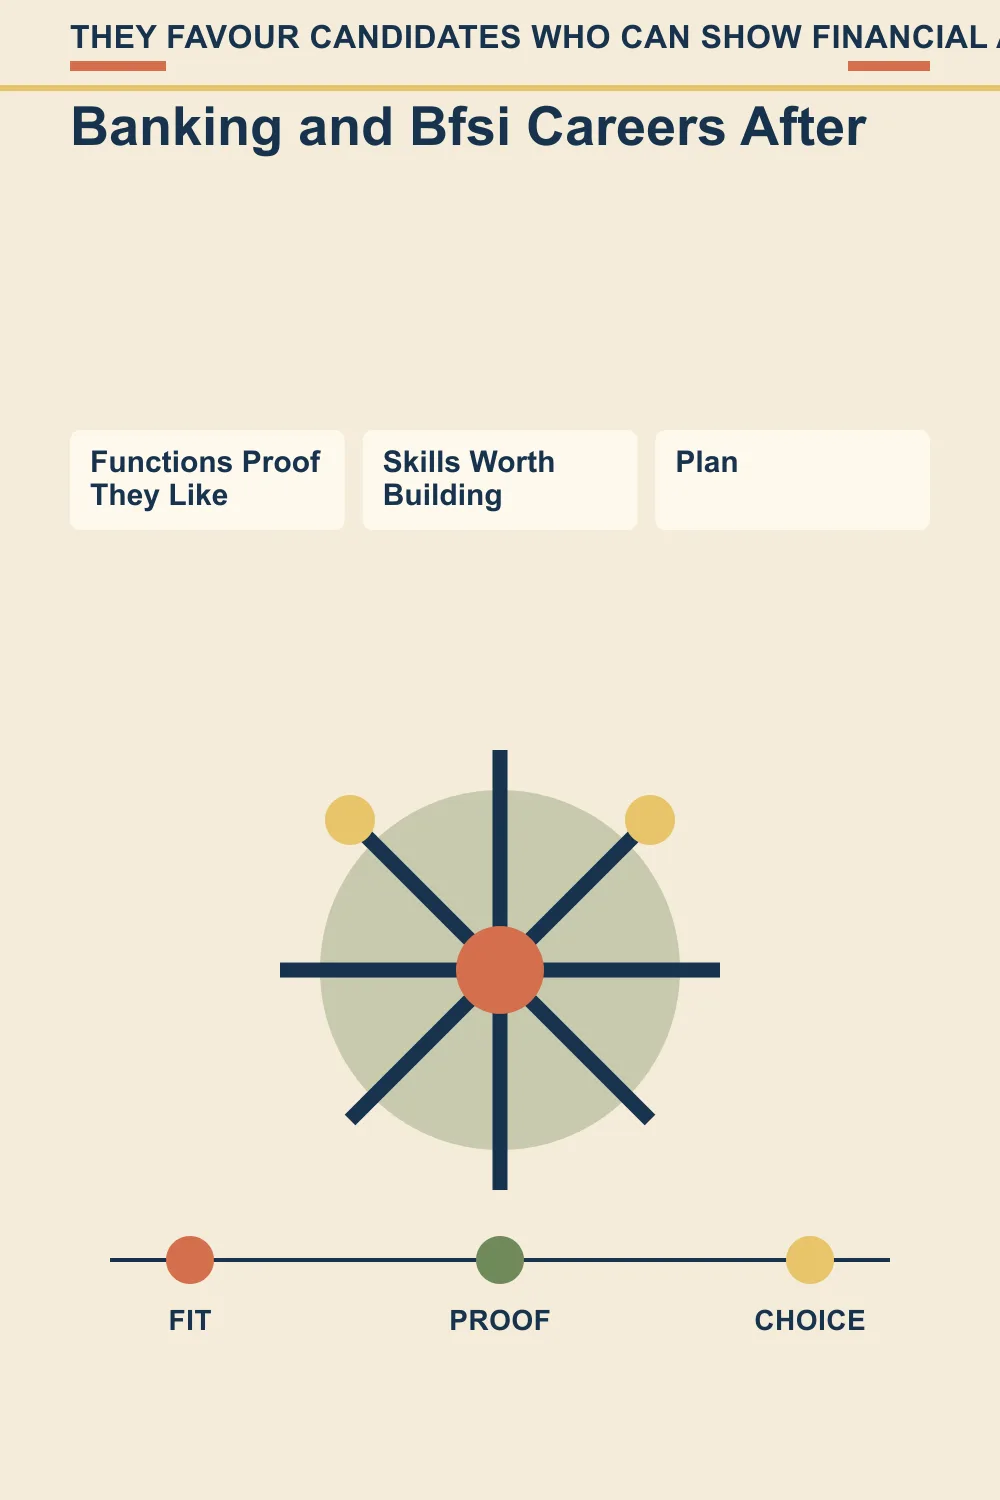 THEY FAVOUR CANDIDATES WHO CAN SHOW FINANCIAL
Banking and Bfsi Careers After
Functions Proof
They Like
Skills Worth
Building
Plan
FIT
PROOF
CHOICE